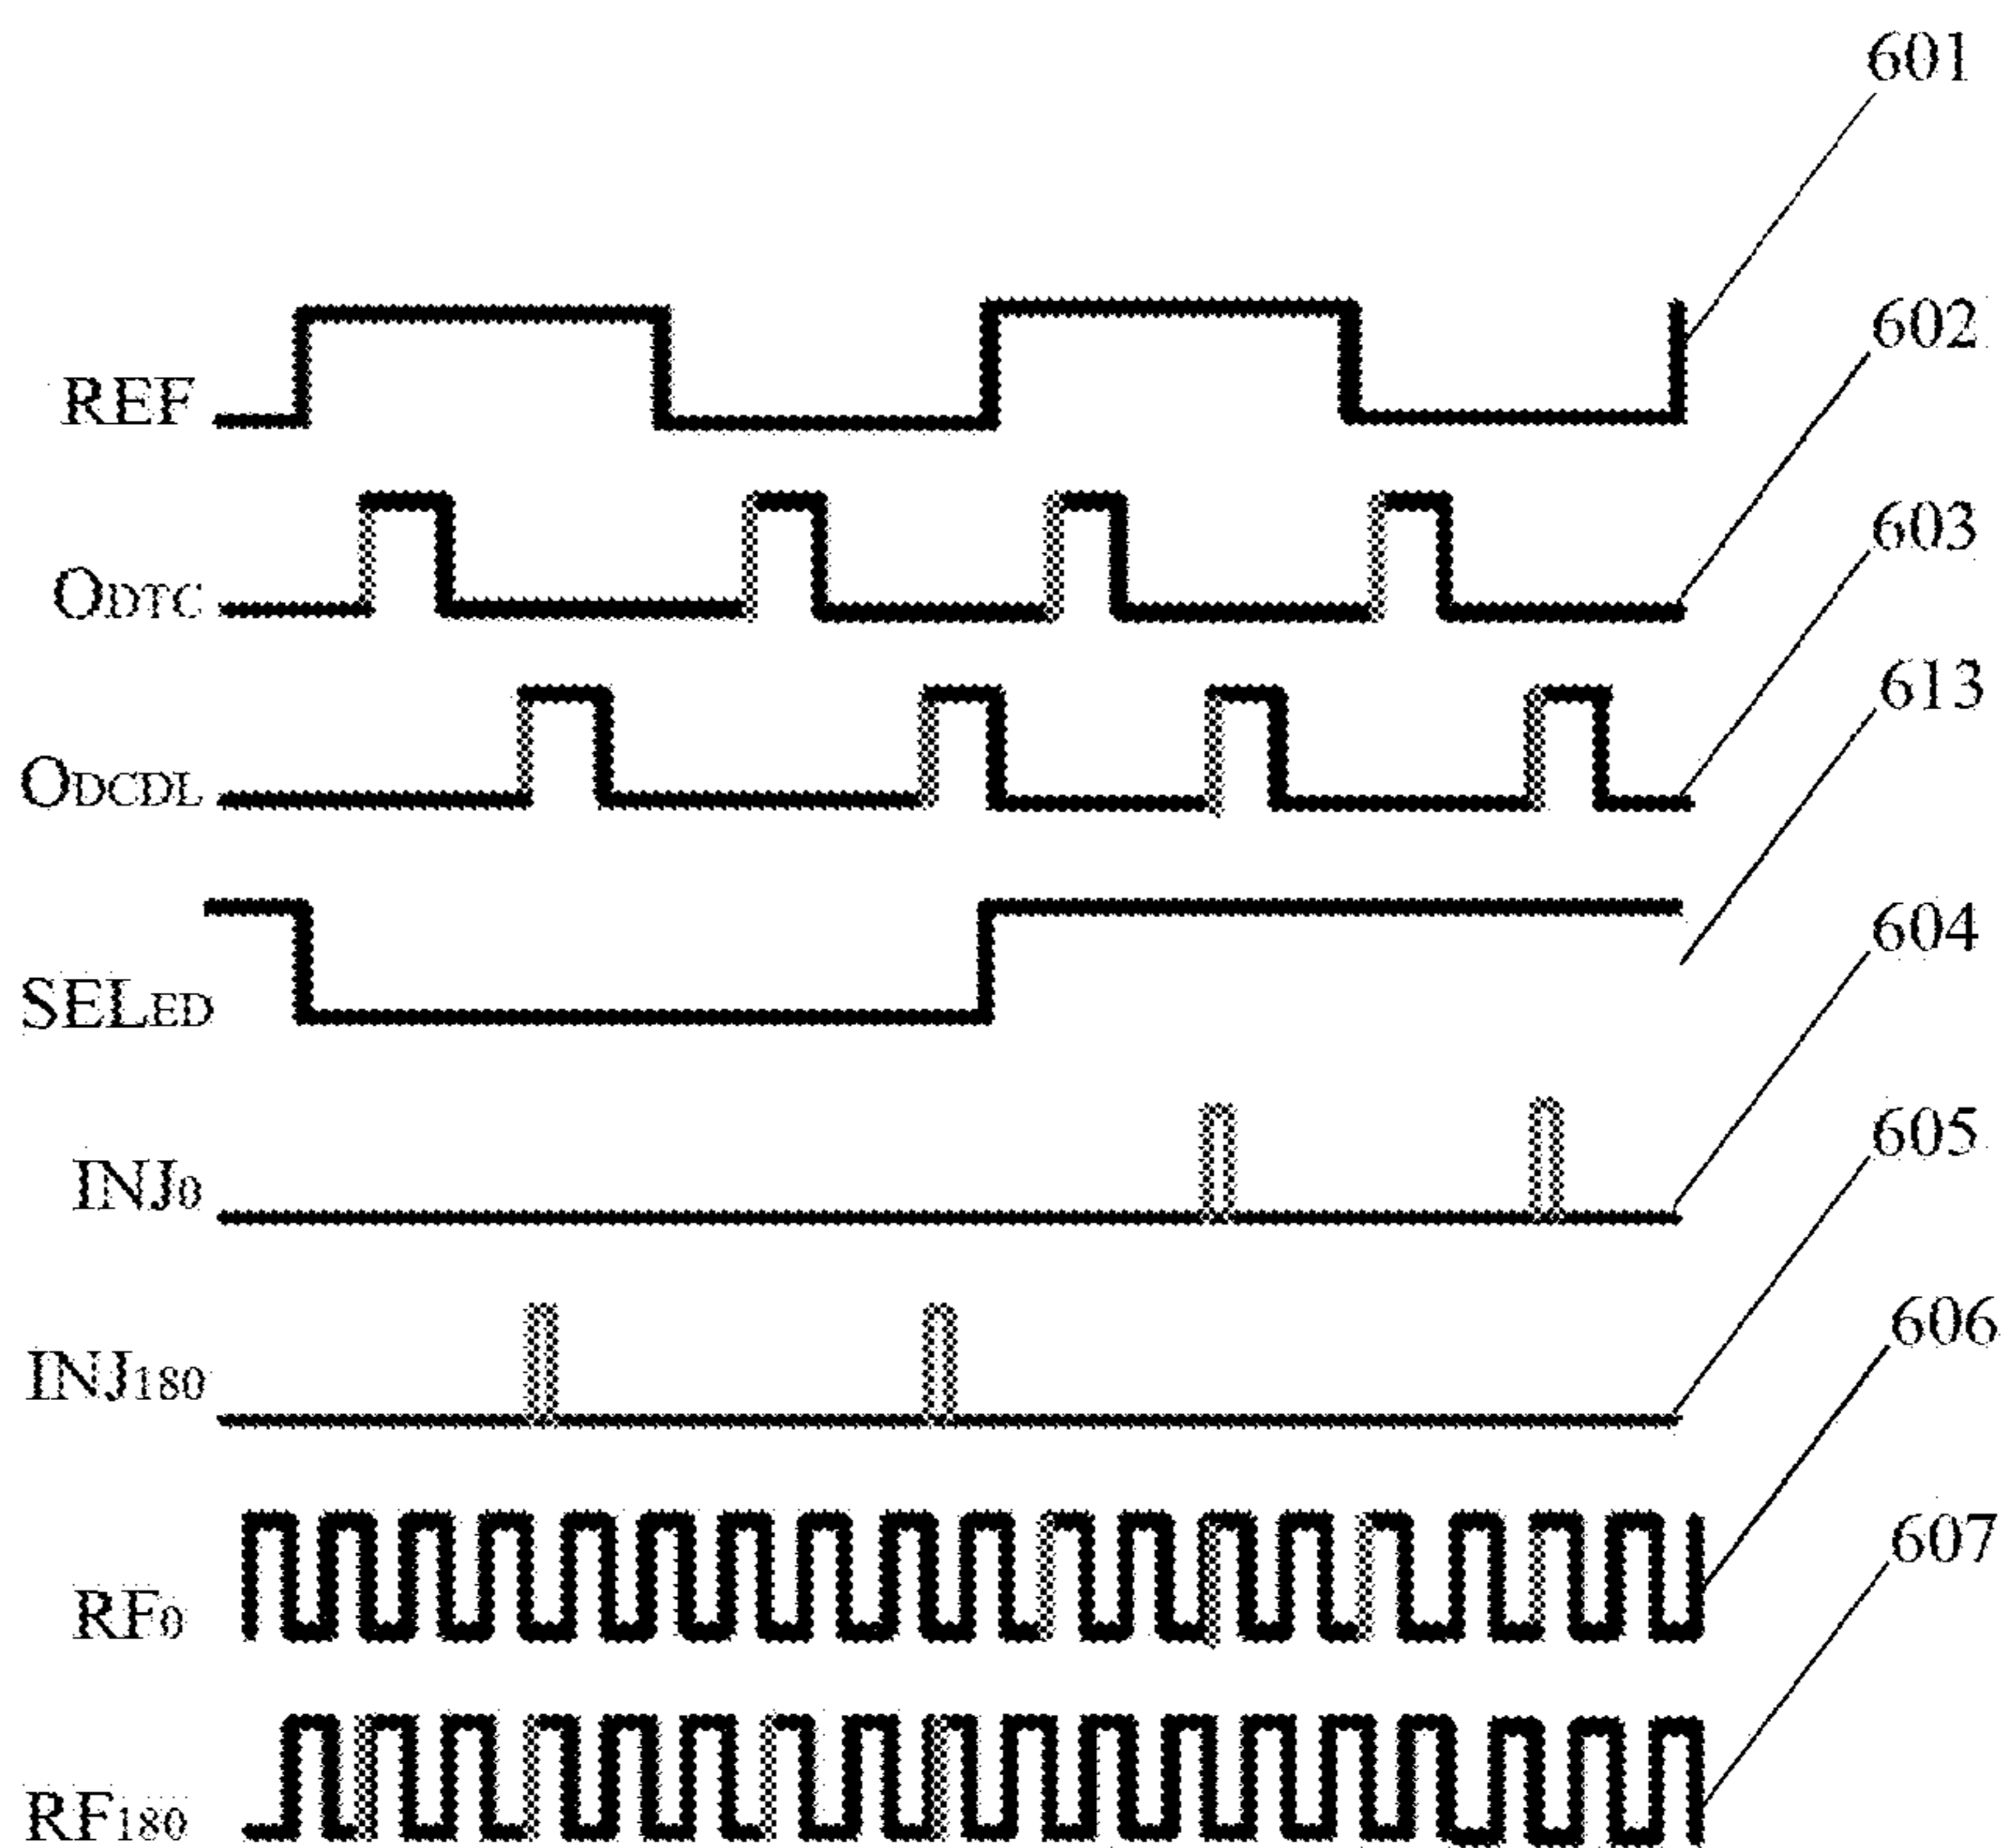 601
602
REF
603
ODTC
613
ODCDL
604
SELED
605
INJ0
606
INJ180
607
RF0
RF180